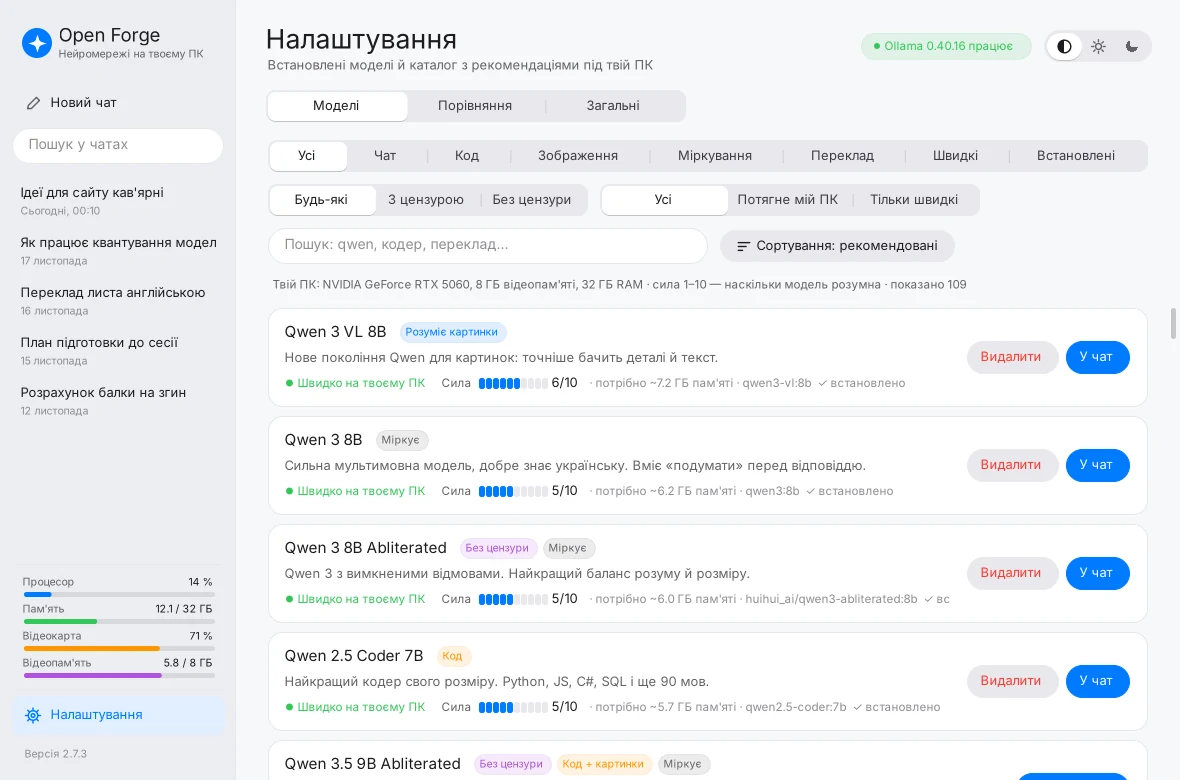 Open Forge
Нейромережі на твоєму ПК
Новий чат
Пошук у чатах
Ідеї для сайту кав'ярні
Сьогодні, 00:10
Як працює квантування модел
17 листопада
Переклад листа англійською
16 листопада
План підготовки до сесії
15 листопада
Розрахунок балки на згин
12 листопада
Процесор 14 %
Пам'ять 12.1 / 32 ГБ
Відеокарта 71 %
Відеопам'ять 5.8 / 8 ГБ
Налаштування
Версія 2.7.3
Налаштування
Встановлені моделі й каталог з рекомендаціями під твій ПК
Ollama 0.40.16 працює
Моделі Порівняння Загальні
Усі Чат Код Зображення Міркування Переклад Швидкі Встановлені
Будь-які З цензурою Без цензури Усі Потягне мій ПК Тільки швидкі
Пошук: qwen, кодер, переклад... Сортування: рекомендовані
Твій ПК: NVIDIA GeForce RTX 5060, 8 ГБ відеопам'яті, 32 ГБ RAM · сила 1–10 — наскільки модель розумна · показано 109
Qwen 3 VL 8B Розуміє картинки
Нове покоління Qwen для картинок: точніше бачить деталі й текст.
Швидко на твоєму ПК Сила 6/10 · потрібно ~7.2 ГБ пам'яті · qwen3-vl:8b ✓ встановлено
Видалити У чат
Qwen 3 8B Міркує
Сильна мультимовна модель, добре знає українську. Вміє «подумати» перед відповіддю.
Швидко на твоєму ПК Сила 5/10 · потрібно ~6.2 ГБ пам'яті · qwen3:8b ✓ встановлено
Видалити У чат
Qwen 3 8B Abliterated Без цензури Міркує
Qwen 3 з вимкненими відмовами. Найкращий баланс розуму й розміру.
Швидко на твоєму ПК Сила 5/10 · потрібно ~6.0 ГБ пам'яті · huihui_ai/qwen3-abliterated:8b ✓ вс
Видалити У чат
Qwen 2.5 Coder 7B Код
Найкращий кодер свого розміру. Python, JS, C#, SQL і ще 90 мов.
Швидко на твоєму ПК Сила 5/10 · потрібно ~5.7 ГБ пам'яті · qwen2.5-coder:7b ✓ встановлено
Видалити У чат
Qwen 3.5 9B Abliterated Без цензури Код + картинки Міркує